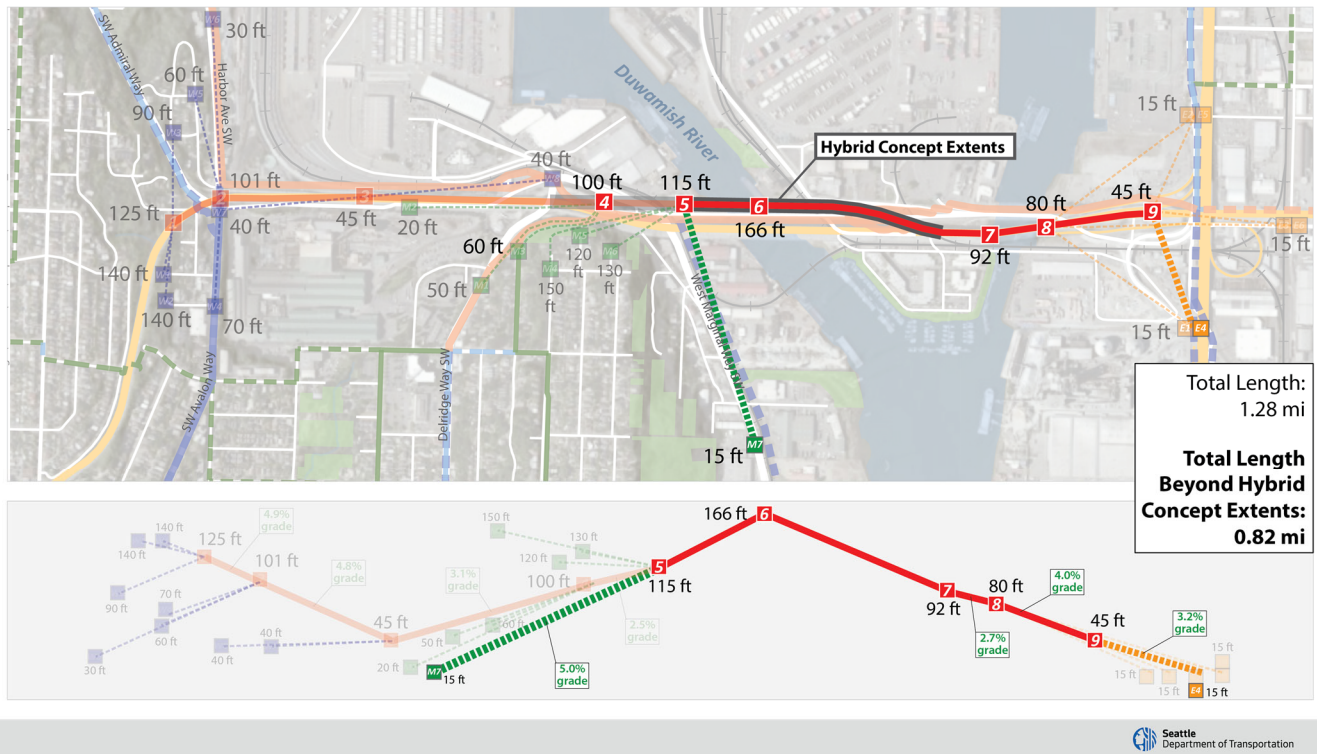 30 ft
SW Admiral Way
60 ft
Harbor Ave SW
W6
W5
90 ft
Duwamish River
15 ft
Hybrid Concept Extents
40 ft
101 ft
100 ft
115 ft
80 ft
45 ft
2
3
4
5
6
7
8
9
125 ft
40 ft
45 ft
20 ft
166 ft
92 ft
15 ft
60 ft
120
ft
130
ft
150
ft
140 ft
50 ft
140 ft
70 ft
W4
M1
15 ft
E1
E4
West Marginal Way SW
SW Avalon Way
Delridge Way SW
15 ft
M7
Total Length:
1.28 mi
Total Length
Beyond Hybrid
Concept Extents:
0.82 mi
4.9%
grade
140 ft
140 ft
125 ft
101 ft
4.8%
grade
90 ft
70 ft
60 ft
30 ft
40 ft
40 ft
45 ft
150 ft
130 ft
120 ft
3.1%
grade
100 ft
50 ft
60 ft
20 ft
2.5%
grade
M7
15 ft
5.0%
grade
5
115 ft
166 ft
6
7
92 ft
80 ft
8
2.7%
grade
4.0%
grade
45 ft
9
3.2%
grade
15 ft
15 ft
15 ft
E4
15 ft
Seattle
Department of Transportation